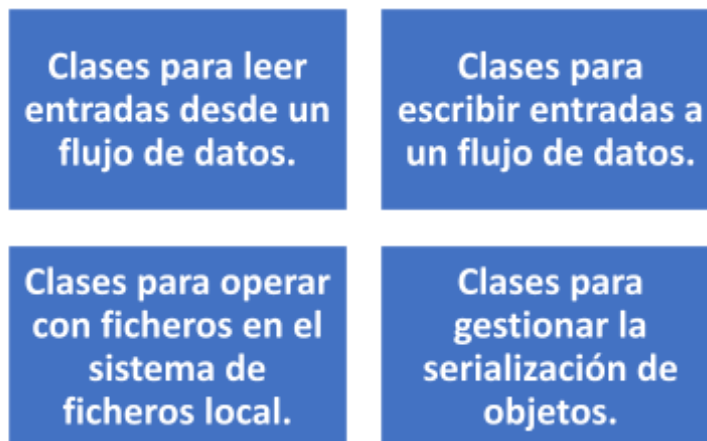 Clases para leer
entradas desde un
flujo de datos.
Clases para
escribir entradas a
un flujo de datos.
Clases para operar
con ficheros en el
sistema de
ficheros local.
Clases para
gestionar la
serialización de
objetos.